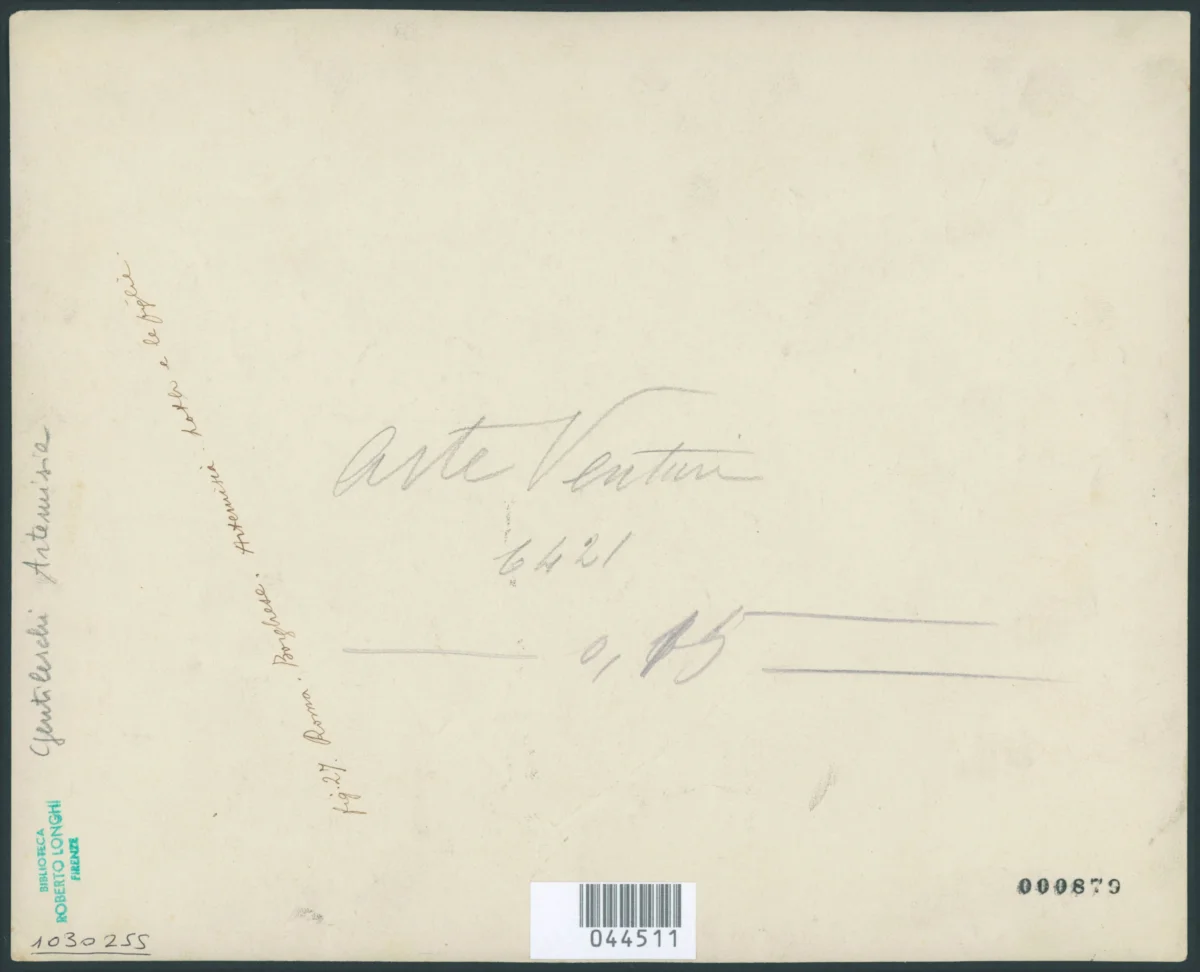 Gentileschi Artemisia
fig. 27. Roma. Borghese. Artemisia. Loth e le figlie.
Arte Venturi
6421
0,15
BIBLIOTECA
ROBERTO LONGHI
FIRENZE
1030255
044511
000879